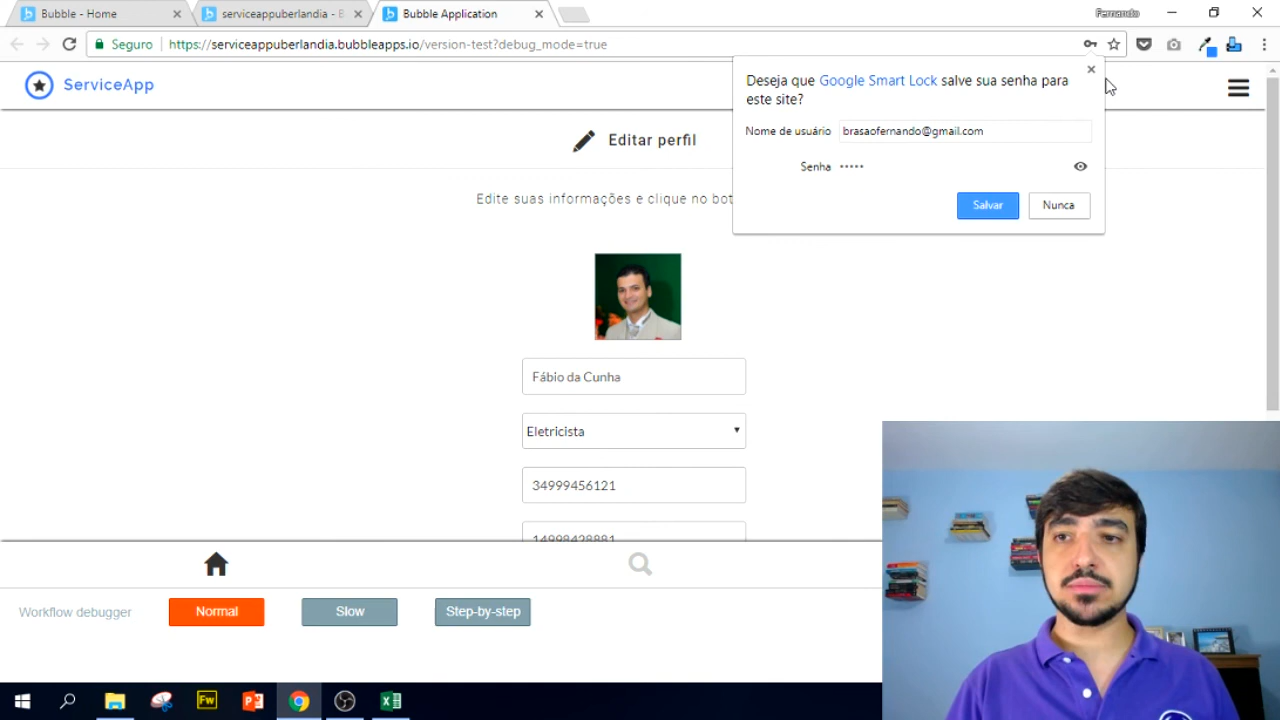 Bubble - Home
serviceappuberlandia - B
Bubble Application
Fernando
Seguro
https://serviceappuberlandia.bubbleapps.io/version-test?debug_mode=true
ServiceApp
Deseja que Google Smart Lock salve sua senha para
este site?
Nome de usuário brasaofernando@gmail.com
Senha •••••
Salvar Nunca
Editar perfil
Edite suas informações e clique no bot
Fábio da Cunha
Eletricista
34999456121
14998428881
Workflow debugger Normal Slow Step-by-step
Fw